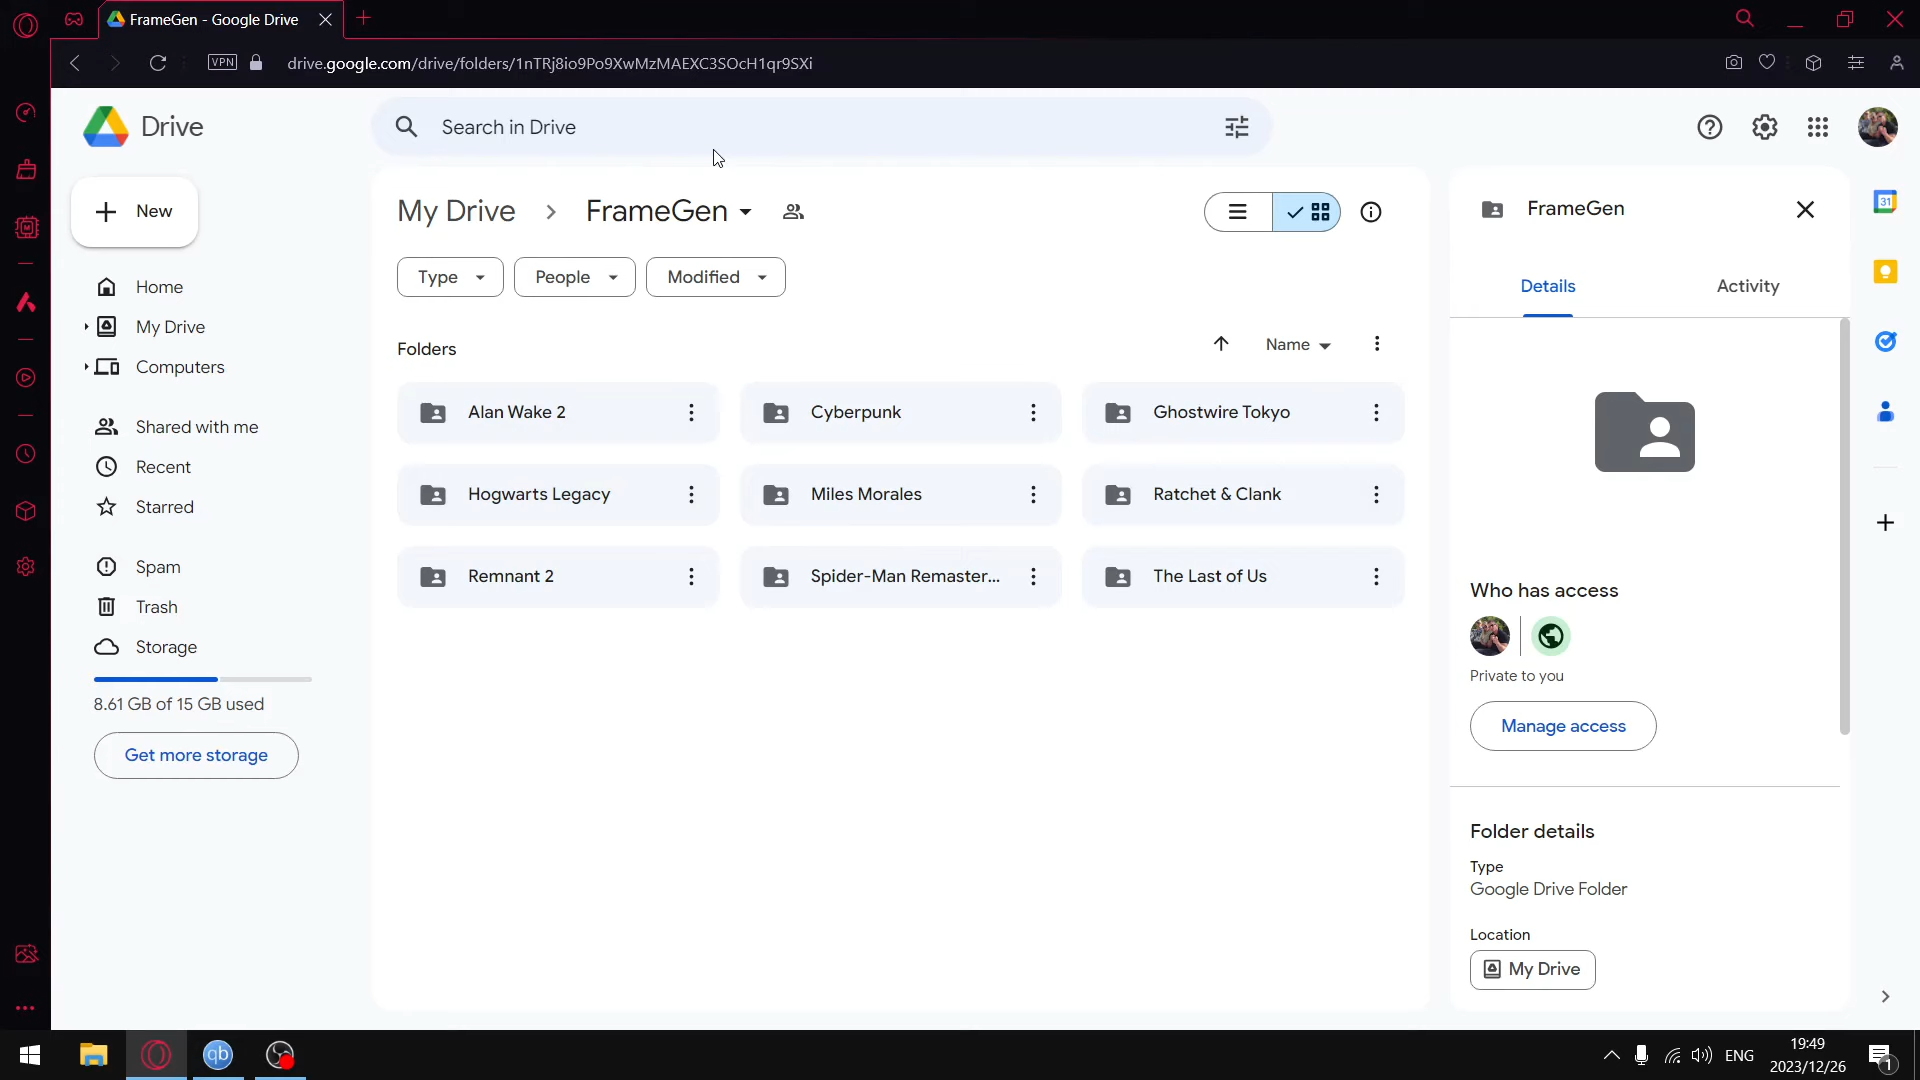 FrameGen - Google Drive
VPN
drive.google.com/drive/folders/1nTRj8io9Po9XwMzMAEXC3SOcH1qr9SXi
Drive
Search in Drive
New
My Drive
FrameGen
FrameGen
Type
People
Modified
Details
Activity
Home
My Drive
Computers
Shared with me
Recent
Starred
Spam
Trash
Storage
8.61 GB of 15 GB used
Get more storage
Folders
Name
Alan Wake 2
Cyberpunk
Ghostwire Tokyo
Hogwarts Legacy
Miles Morales
Ratchet & Clank
Remnant 2
Spider-Man Remaster...
The Last of Us
Who has access
Private to you
Manage access
Folder details
Type
Google Drive Folder
Location
My Drive
31
M
qb
ENG
19:49
2023/12/26
1